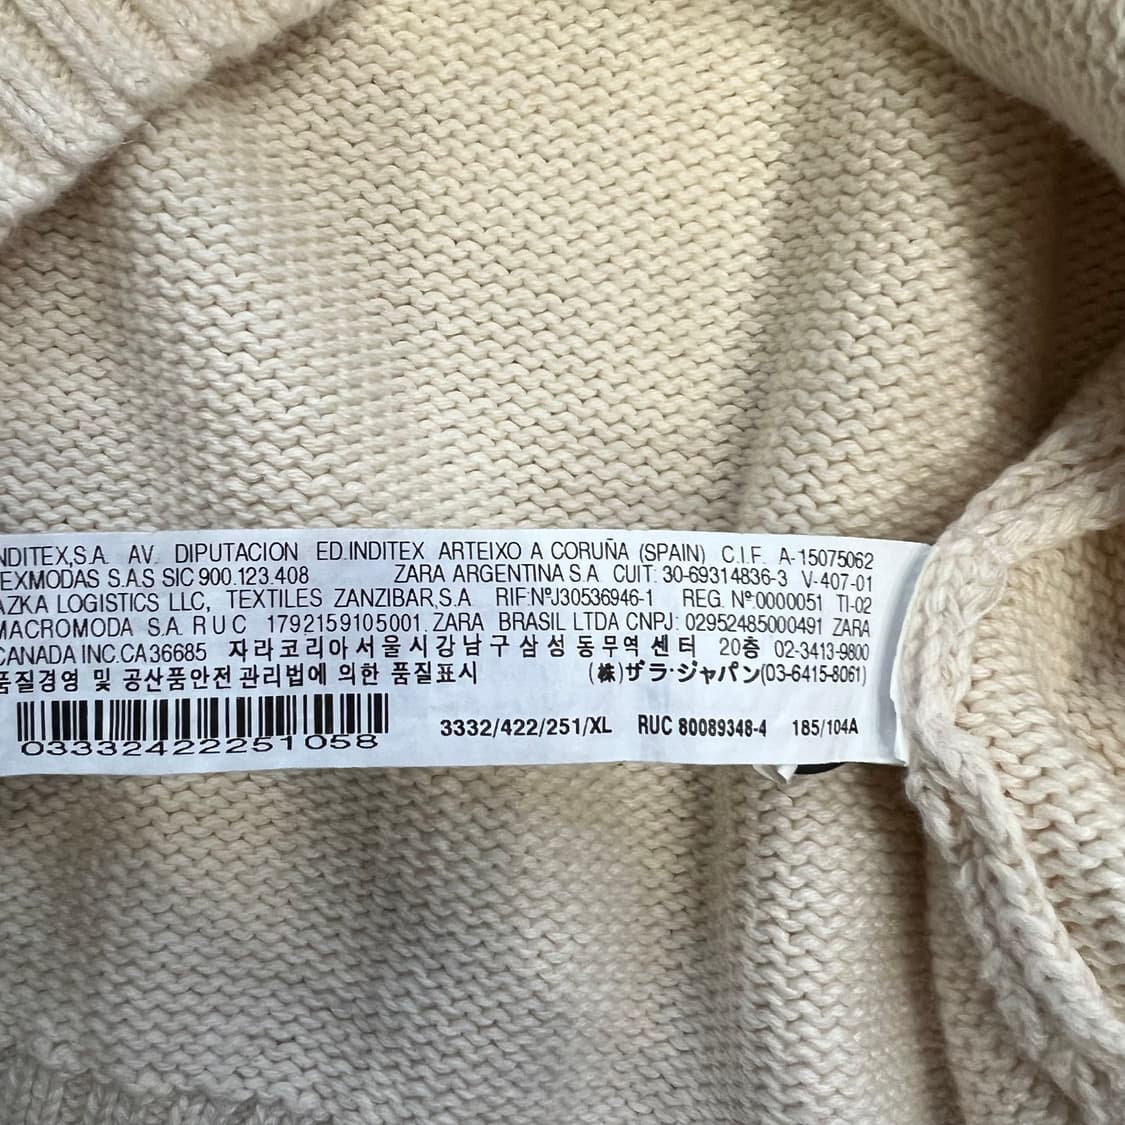 NDITEX,S.A. AV. DIPUTACION ED.INDITEX ARTEIXO A CORUÑA (SPAIN) C.I.F. A-15075062
EXMODAS S.A.S SIC 900.123.408 ZARA ARGENTINA S.A. CUIT: 30-69314836-3 V-407-01
AZKA LOGISTICS LLC, TEXTILES ZANZIBAR,S.A RIF:NºJ30536946-1 REG. Nº:0000051 TI-02
MACROMODA S.A. R U C 1792159105001. ZARA BRASIL LTDA CNPJ: 02952485000491 ZARA
CANADA INC.CA36685 자라코리아서울시강남구삼성동무역센터 20층 02-3413-9800
품질경영 및 공산품안전관리법에 의한 품질표시 (株)ザラ·ジャパン(03-6415-8061)
03332422251058 3332/422/251/XL RUC 80089348-4 185/104A